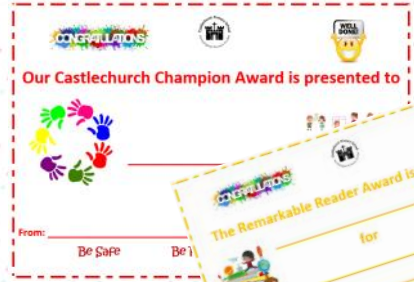 CONGRATULATIONS
WELL DONE!
Our Castlechurch Champion Award is presented to
From:
Be Safe
CONGRATULATIONS
The Remarkable Reader Award is
for